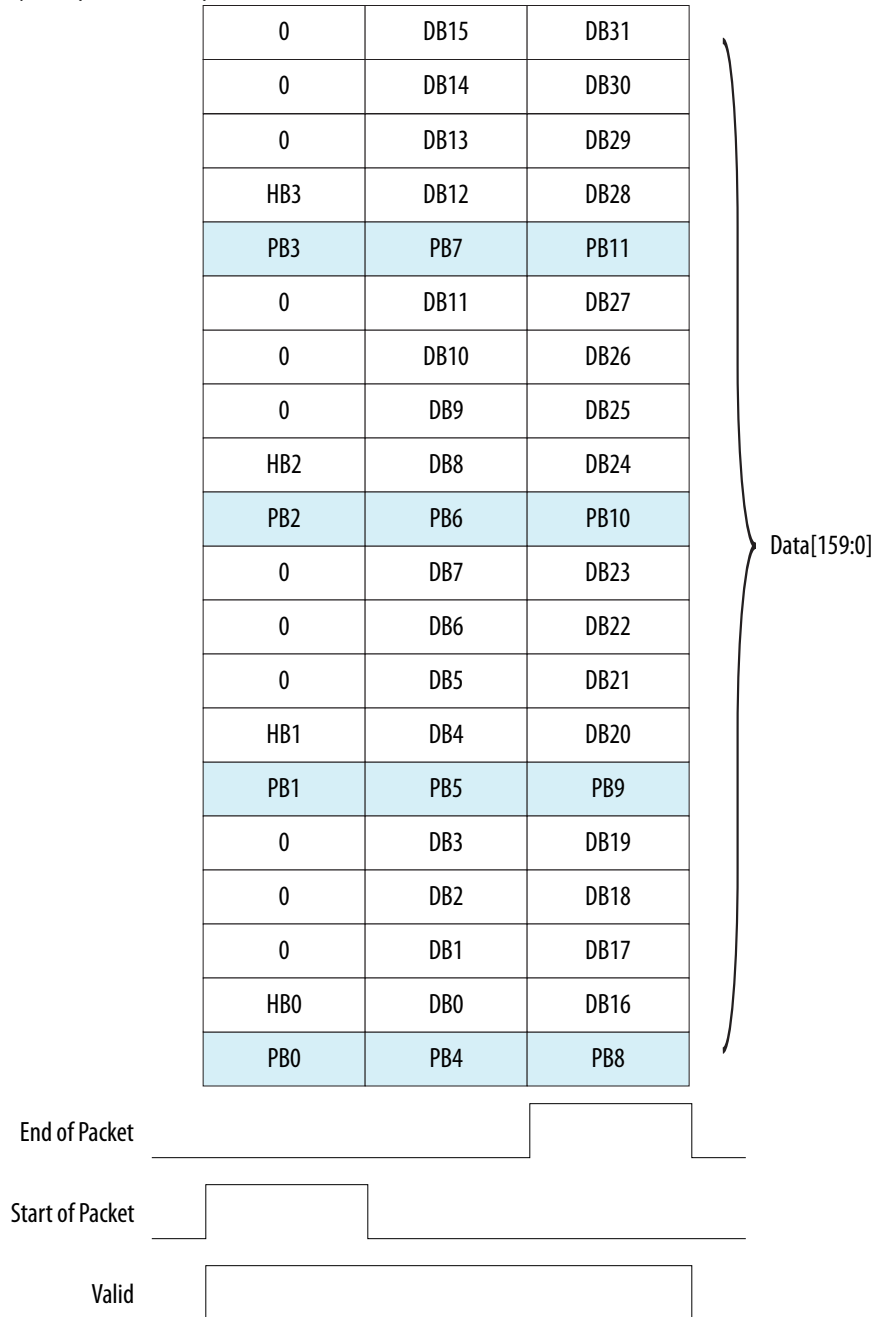 0 DB15 DB31
0 DB14 DB30
0 DB13 DB29
HB3 DB12 DB28
PB3 PB7 PB11
0 DB11 DB27
0 DB10 DB26
0 DB9 DB25
HB2 DB8 DB24
PB2 PB6 PB10
Data[159:0]
0 DB7 DB23
0 DB6 DB22
0 DB5 DB21
HB1 DB4 DB20
PB1 PB5 PB9
0 DB3 DB19
0 DB2 DB18
0 DB1 DB17
HB0 DB0 DB16
PB0 PB4 PB8
End of Packet
Start of Packet
Valid